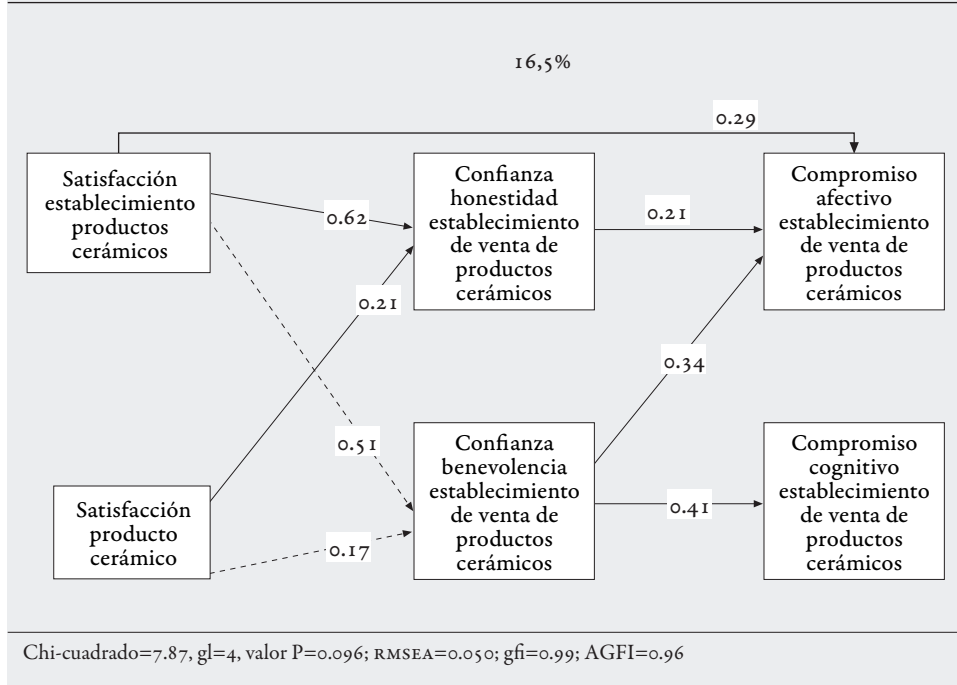 16,5%
0.29
Satisfacción
establecimiento
productos
cerámicos
Confianza
honestidad
establecimiento
de venta de
productos
cerámicos
Compromiso
afectivo
establecimiento
de venta de
productos
cerámicos
0.62
0.21
0.21
0.34
0.51
Satisfacción
producto
cerámico
0.17
Confianza
benevolencia
establecimiento
de venta de
productos
cerámicos
0.41
Compromiso
cognitivo
establecimiento
de venta de
productos
cerámicos
Chi-cuadrado=7.87, gl=4, valor P=0.096; RMSEA=0.050; gfi=0.99; AGFI=0.96